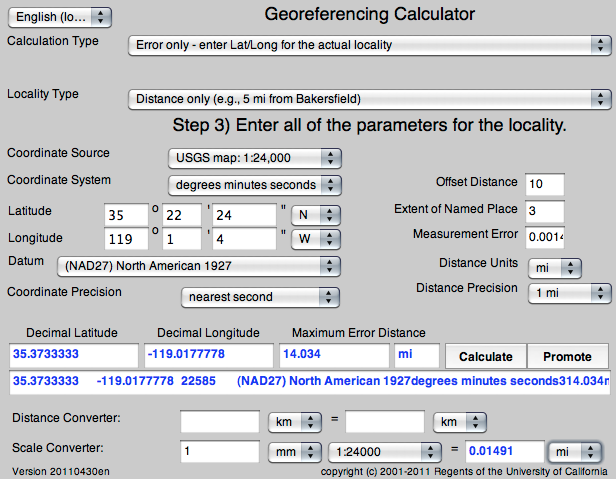 English (lo...
Georeferencing Calculator
Calculation Type
Error only - enter Lat/Long for the actual locality
Locality Type
Distance only (e.g., 5 mi from Bakersfield)
Step 3) Enter all of the parameters for the locality.
Coordinate Source
USGS map: 1:24,000
Coordinate System
degrees minutes seconds
Offset Distance
10
Latitude
35 o 22 ' 24 " N
Extent of Named Place
3
Longitude
119 o 1 ' 4 " W
Measurement Error
0.0014
Datum
(NAD27) North American 1927
Distance Units
mi
Coordinate Precision
nearest second
Distance Precision
1 mi
Decimal Latitude Decimal Longitude Maximum Error Distance
35.3733333 -119.0177778 14.034 mi Calculate Promote
35.3733333 -119.0177778 22585 (NAD27) North American 1927degrees minutes seconds314.034m
Distance Converter:
km = km
Scale Converter:
1 mm 1:24000 = 0.01491 mi
Version 20110430en
copyright (c) 2001-2011 Regents of the University of California